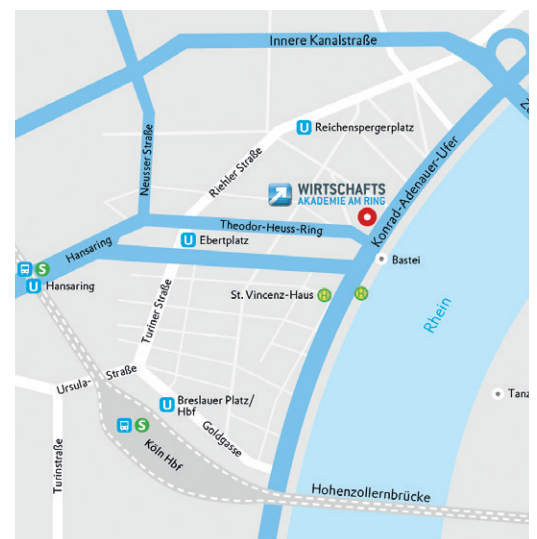 Innere Kanalstraße
Zo
U Reichenspergerplatz
Konrad-Adenauer-Ufer
Neusser Straße
Riehler Straße
WIRTSCHAFTS
AKADEMIE AM RING
Theodor-Heuss-Ring
U Ebertplatz
Hansaring
Bastei
S
U Hansaring
St. Vincenz-Haus H
H
Turiner Straße
Rhein
Ursula-
Straße
Tanz
U Breslauer Platz/
Hbf
S
Goldgasse
Köln Hbf
Turinstraße
Hohenzollernbrücke